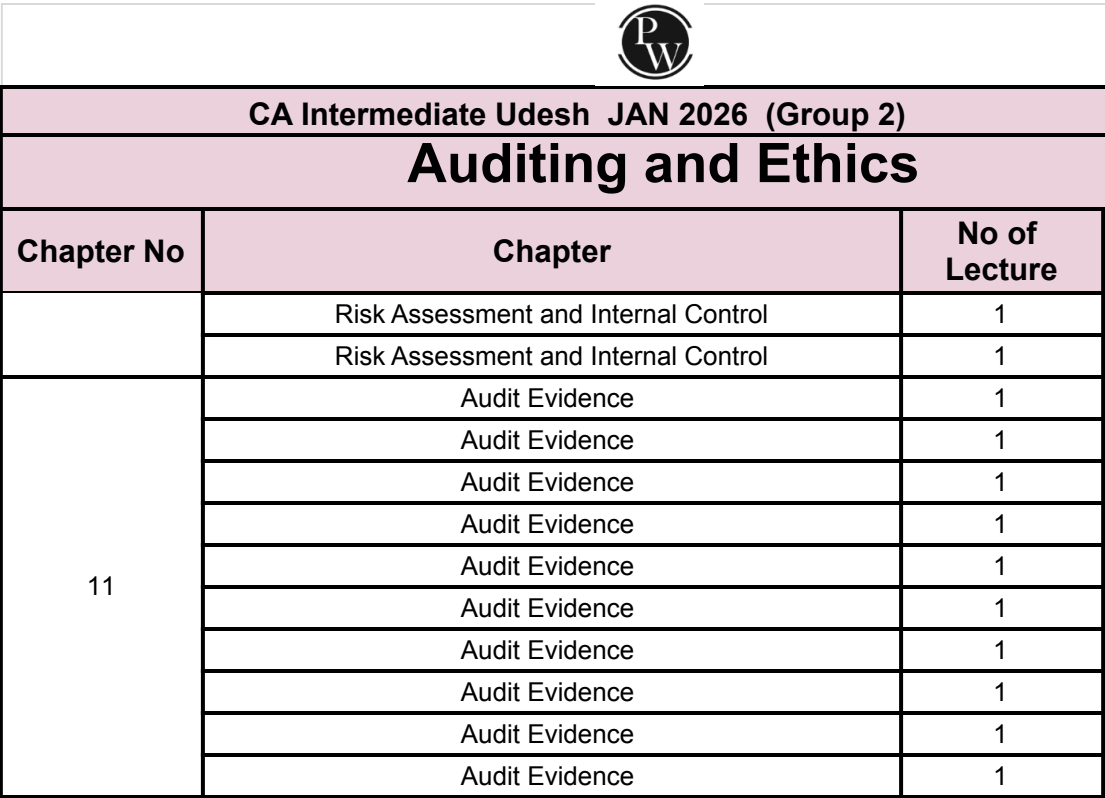 PW
CA Intermediate Udesh JAN 2026 (Group 2)
Auditing and Ethics
Chapter No Chapter No of Lecture
Risk Assessment and Internal Control 1
Risk Assessment and Internal Control 1
11
Audit Evidence 1
Audit Evidence 1
Audit Evidence 1
Audit Evidence 1
Audit Evidence 1
Audit Evidence 1
Audit Evidence 1
Audit Evidence 1
Audit Evidence 1
Audit Evidence 1